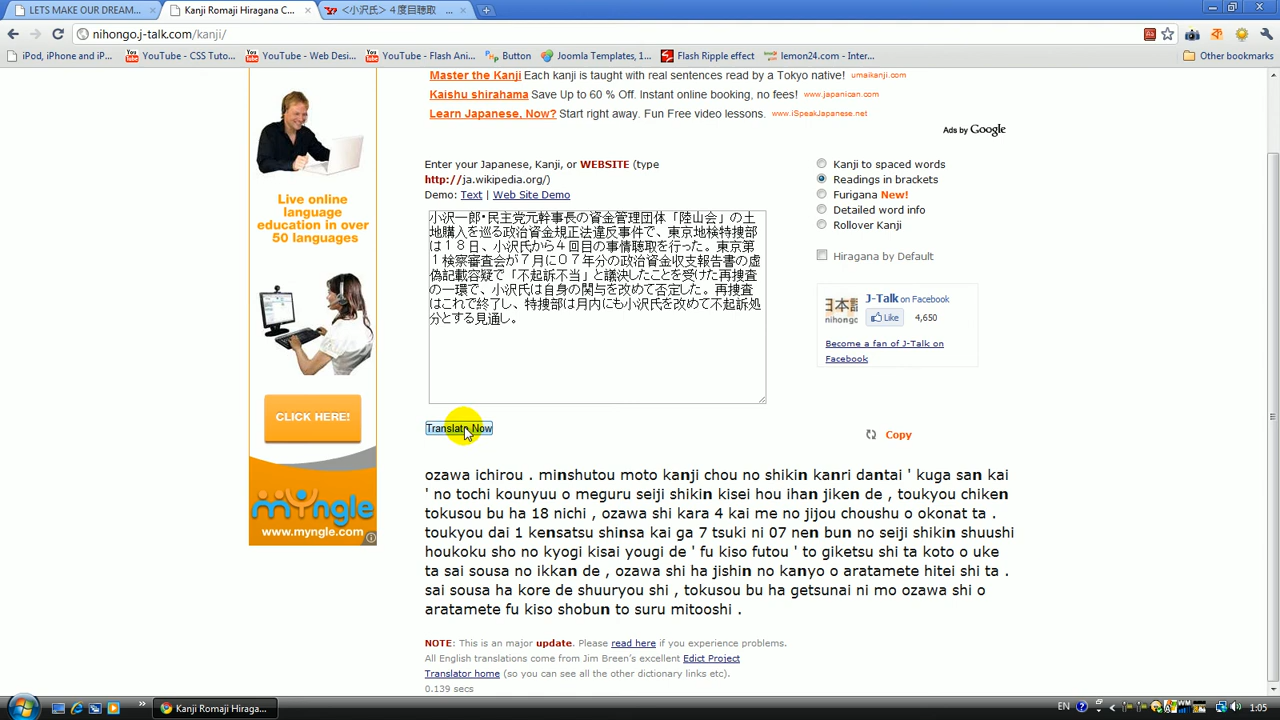 LETS MAKE OUR DREAM...
Kanji Romaji Hiragana C...
<小沢氏>４度目聴取
nihongo.j-talk.com/kanji/
iPod, iPhone and iP...
YouTube - CSS Tuto...
YouTube - Web Desi...
YouTube - Flash Ani...
Button
Joomla Templates, 1...
Flash Ripple effect
lemon24.com - Inter...
Other bookmarks
Master the Kanji Each kanji is taught with real sentences read by a Tokyo native! umaikanji.com
Kaishu shirahama Save Up to 60 % Off. Instant online booking, no fees! www.japanican.com
Learn Japanese, Now? Start right away. Fun Free video lessons. www.iSpeakJapanese.net
Ads by Google
Live online
language
education in over
50 languages
CLICK HERE!
myngle
www.myngle.com
Enter your Japanese, Kanji, or WEBSITE (type
http://ja.wikipedia.org/)
Demo: Text | Web Site Demo
小沢一郎・民主党元幹事長の資金管理団体「陸山会」の土
地購入を巡る政治資金規正法違反事件で、東京地検特捜部
は１８日、小沢氏から４回目の事情聴取を行った。東京第
１検察審査会が７月に０７年分の政治資金収支報告書の虚
偽記載容疑で「不起訴不当」と議決したことを受けた再捜査
の一環で、小沢氏は自身の関与を改めて否定した。再捜査
はこれで終了し、特捜部は月内にも小沢氏を改めて不起訴処
分とする見通し。
Kanji to spaced words
Readings in brackets
Furigana New!
Detailed word info
Rollover Kanji
Hiragana by Default
J-Talk on Facebook
Like 4,650
Become a fan of J-Talk on
Facebook
Translate Now
Copy
ozawa ichirou . minshutou moto kanji chou no shikin kanri dantai ' kuga san kai
' no tochi kounyuu o meguru seiji shikin kisei hou ihan jiken de , toukyou chiken
tokusou bu ha 18 nichi , ozawa shi kara 4 kai me no jijou choushu o okonat ta .
toukyou dai 1 kensatsu shinsa kai ga 7 tsuki ni 07 nen bun no seiji shikin shuushi
houkoku sho no kyogi kisai yougi de ' fu kiso futou ' to giketsu shi ta koto o uke
ta sai sousa no ikkan de , ozawa shi ha jishin no kanyo o aratamete hitei shi ta .
sai sousa ha kore de shuuryou shi , tokusou bu ha getsunai ni mo ozawa shi o
aratamete fu kiso shobun to suru mitooshi .
NOTE: This is an major update. Please read here if you experience problems.
All English translations come from Jim Breen's excellent Edict Project
Translator home (so you can see all the other dictionary links etc).
0.139 secs
Kanji Romaji Hiraga...
EN
1:05